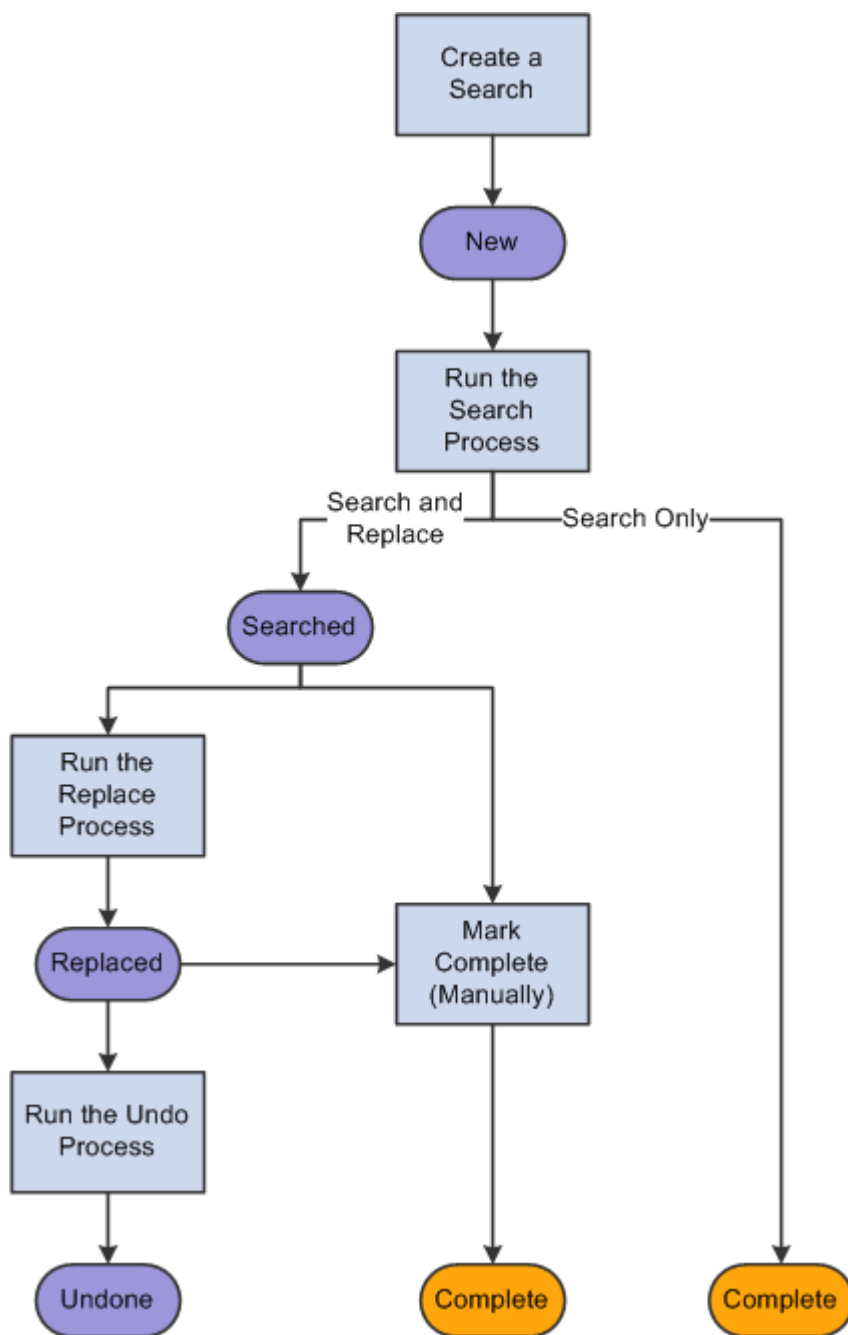 Create a
Search
New
Run the
Search
Process
Search and
Replace
Search Only
Searched
Run the
Replace
Process
Replaced
Mark
Complete
(Manually)
Run the Undo
Process
Undone
Complete
Complete